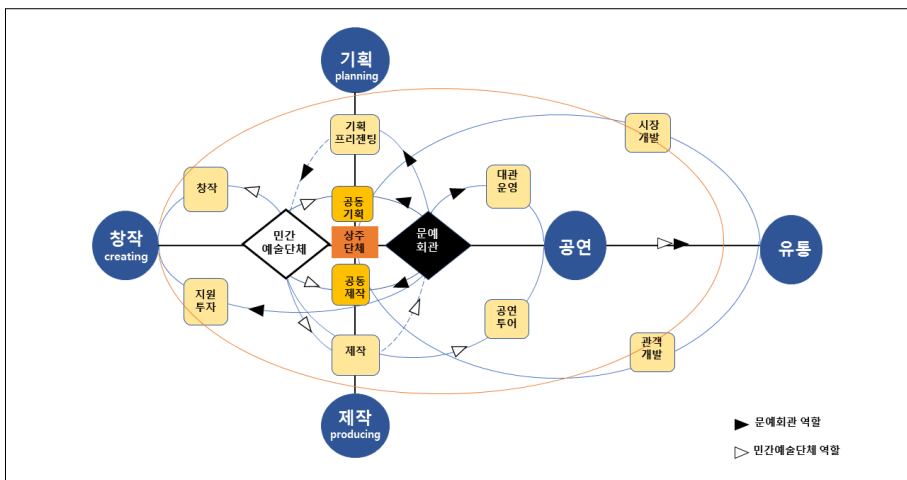 기획
planning
기획
프리젠팅
시장
개발
창작
대관
운영
공동
기획
창작
creating
민간
예술단체
상주
단체
문예
회관
공연
유통
지원
투자
공동
제작
공연
투어
제작
관객
개발
제작
producing
문예회관 역할
민간예술단체 역할